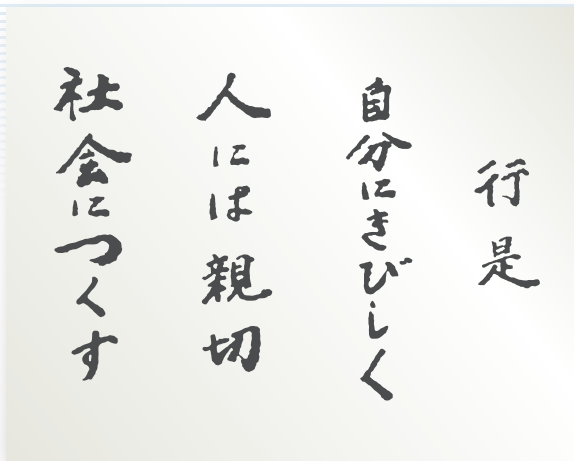 行是
自分にきびしく
人には親切
社会につくす